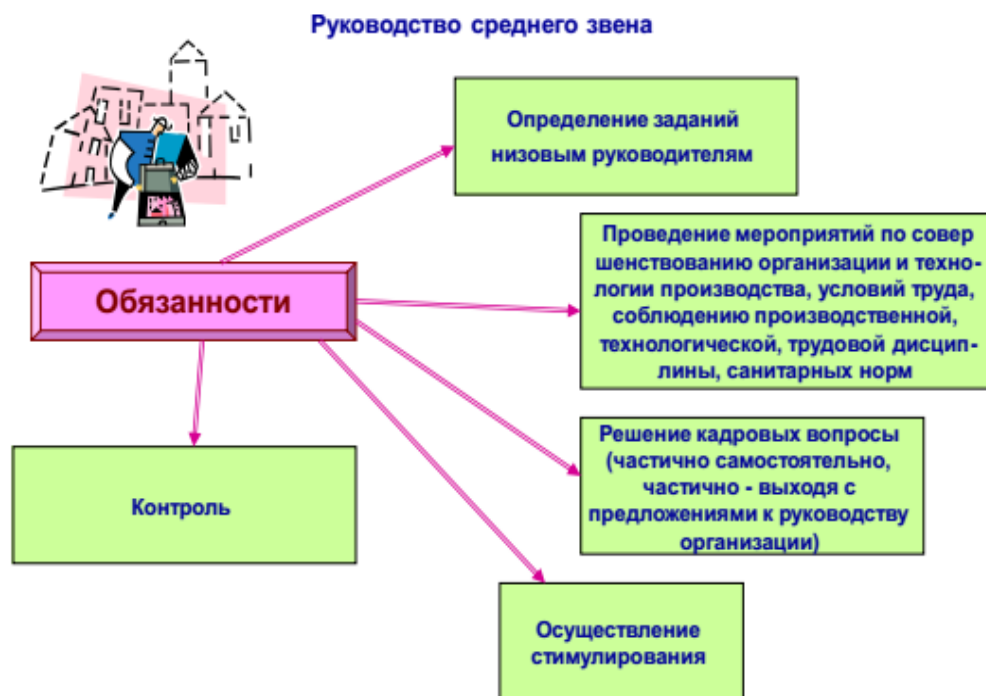 Руководство среднего звена
Определение заданий
низовым руководителям
Проведение мероприятий по совер
шенствованию организации и техно-
логии производства, условий труда,
соблюдению производственной,
технологической, трудовой дисцип-
лины, санитарных норм
Обязанности
Решение кадровых вопросы
(частично самостоятельно,
частично - выходя с
предложениями к руководству
организации)
Контроль
Осуществление
стимулирования